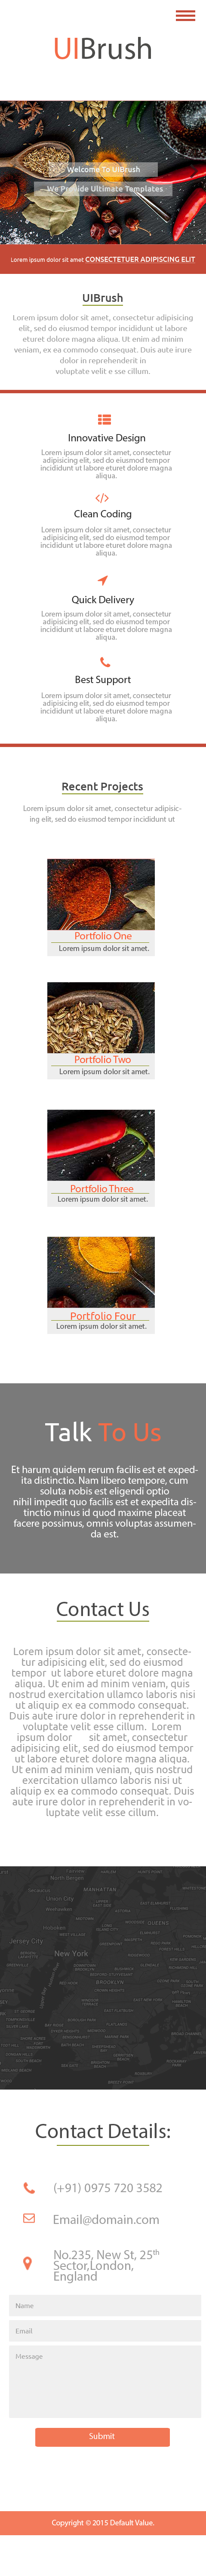 UIBrush
Welcome To UIBrush
We Provide Ultimate Templates
Lorem ipsum dolor sit amet CONSECTETUER ADIPISCING ELIT
UIBrush
Lorem ipsum dolor sit amet, consectetur adipisicing
elit, sed do eiusmod tempor incididunt ut labore
eturet dolore magna aliqua. Ut enim ad minim
veniam, ex ea commodo consequat. Duis aute irure
dolor in reprehenderit in
voluptate velit e sse cillum.
Innovative Design
Lorem ipsum dolor sit amet, consectetur
adipisicing elit, sed do eiusmod tempor
incididunt ut labore eturet dolore magna
aliqua.
Clean Coding
Lorem ipsum dolor sit amet, consectetur
adipisicing elit, sed do eiusmod tempor
incididunt ut labore eturet dolore magna
aliqua.
Quick Delivery
Lorem ipsum dolor sit amet, consectetur
adipisicing elit, sed do eiusmod tempor
incididunt ut labore eturet dolore magna
aliqua.
Best Support
Lorem ipsum dolor sit amet, consectetur
adipisicing elit, sed do eiusmod tempor
incididunt ut labore eturet dolore magna
aliqua.
Recent Projects
Lorem ipsum dolor sit amet, consectetur adipisic-
ing elit, sed do eiusmod tempor incididunt ut
Portfolio One
Lorem ipsum dolor sit amet.
Portfolio Two
Lorem ipsum dolor sit amet.
Portfolio Three
Lorem ipsum dolor sit amet.
Portfolio Four
Lorem ipsum dolor sit amet.
Talk To Us
Et harum quidem rerum facilis est et exped-
ita distinctio. Nam libero tempore, cum
soluta nobis est eligendi optio
nihil impedit quo facilis est et expedita dis-
tinctio minus id quod maxime placeat
facere possimus, omnis voluptas assumen-
da est.
Contact Us
Lorem ipsum dolor sit amet, consecte-
tur adipisicing elit, sed do eiusmod
tempor ut labore eturet dolore magna
aliqua. Ut enim ad minim veniam, quis
nostrud exercitation ullamco laboris nisi
ut aliquip ex ea commodo consequat.
Duis aute irure dolor in reprehenderit in
voluptate velit esse cillum. Lorem
ipsum dolor sit amet, consectetur
adipisicing elit, sed do eiusmod tempor
ut labore eturet dolore magna aliqua.
Ut enim ad minim veniam, quis nostrud
exercitation ullamco laboris nisi ut
aliquip ex ea commodo consequat. Duis
aute irure dolor in reprehenderit in vo-
luptate velit esse cillum.
MANHATTAN
Union City
QUEENS
Jersey City
New York
BROOKLYN
Contact Details:
(+91) 0975 720 3582
Email@domain.com
No.235, New St, 25th
Sector,London,
England
Name
Email
Message
Submit
Copyright © 2015 Default Value.